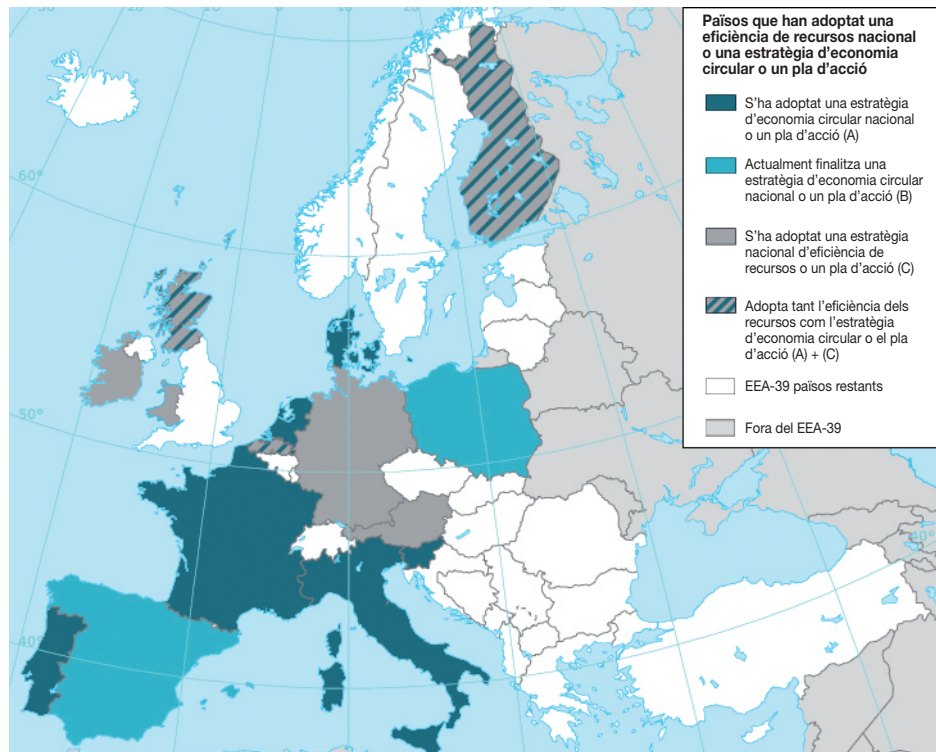 Països que han adoptat una
eficiència de recursos nacional
o una estratègia d'economia
circular o un pla d'acció
S'ha adoptat una estratègia
d'economia circular nacional
o un pla d'acció (A)
Actualment finalitza una
estratègia d'economia circular
nacional o un pla d'acció (B)
S'ha adoptat una estratègia
nacional d'eficiència de
recursos o un pla d'acció (C)
Adopta tant l'eficiència dels
recursos com l'estratègia
d'economia circular o el pla
d'acció (A) + (C)
EEA-39 països restants
Fora del EEA-39
60°
50°
40°
40°
0°
10°
20°